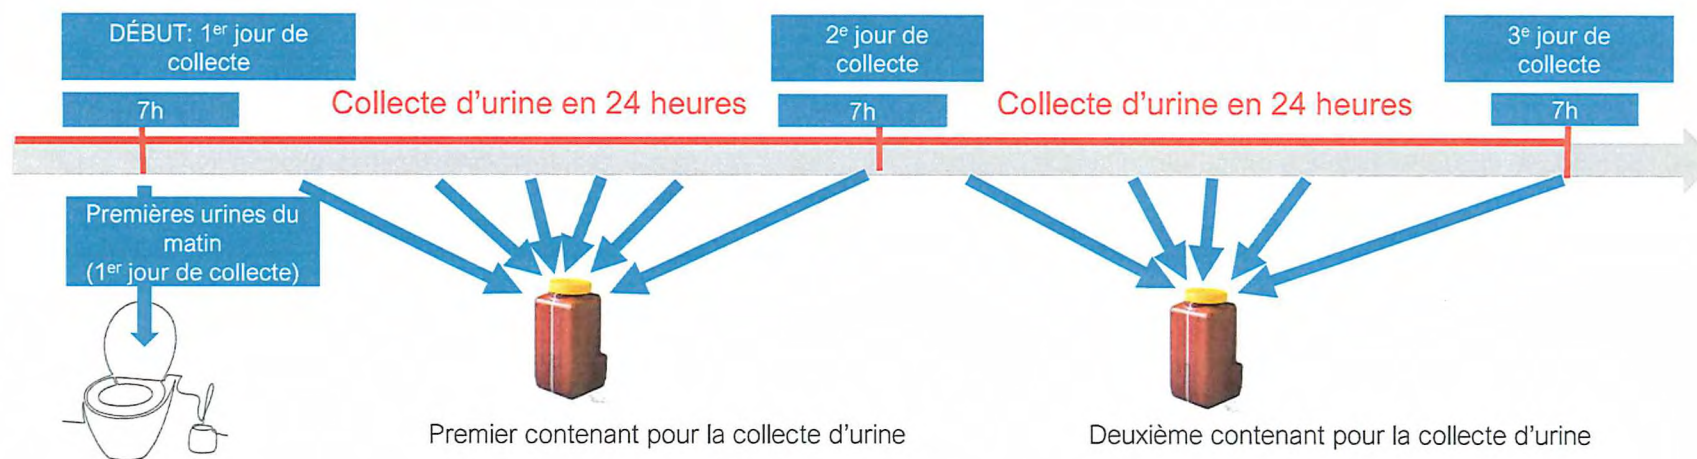 DÉBUT: 1er jour de
collecte
2e jour de
collecte
3e jour de
collecte
7h
Collecte d'urine en 24 heures
7h
Collecte d'urine en 24 heures
7h
Premières urines du
matin
(1er jour de collecte)
Premier contenant pour la collecte d'urine
Deuxième contenant pour la collecte d'urine